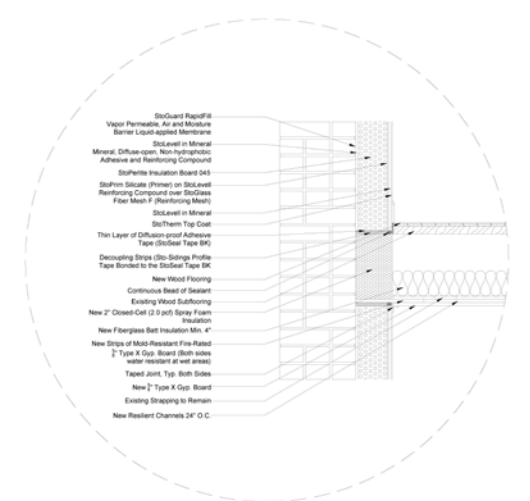 StoGuard RapidFill
Vapor Permeable, Air and Moisture
Barrier Liquid-applied Membrane
StoLevell in Mineral
Mineral, Diffuse-open, Non-hydrophobic
Adhesive and Reinforcing Compound
StoPerlite Insulation Board 045
StoPrim Silicate (Primer) on StoLevell
Reinforcing Compound over StoGlass
Fiber Mesh F (Reinforcing Mesh)
StoLevell in Mineral
StoTherm Top Coat
Thin Layer of Diffusion-proof Adhesive
Tape (StoSeal Tape BK)
Decoupling Strips (Sto-Sidings Profile
Tape Bonded to the StoSeal Tape BK
New Wood Flooring
Continuous Bead of Sealant
Exisiting Wood Subflooring
New 2" Closed-Cell (2.0 pcf) Spray Foam
Insulation
New Fiberglass Batt Insulation Min. 4"
New Strips of Mold-Resistant Fire-Rated
Type X Gyp. Board (Both sides
water resistant at wet areas)
Taped Joint, Typ. Both Sides
New Type X Gyp. Board
Existing Strapping to Remain
New Resilient Channels 24" O.C.